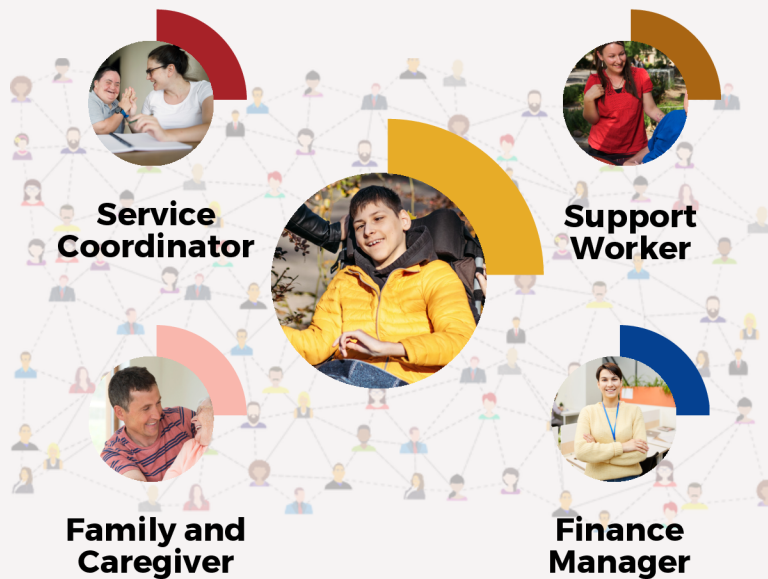 Service
Coordinator
Support
Worker
Family and
Caregiver
Finance
Manager